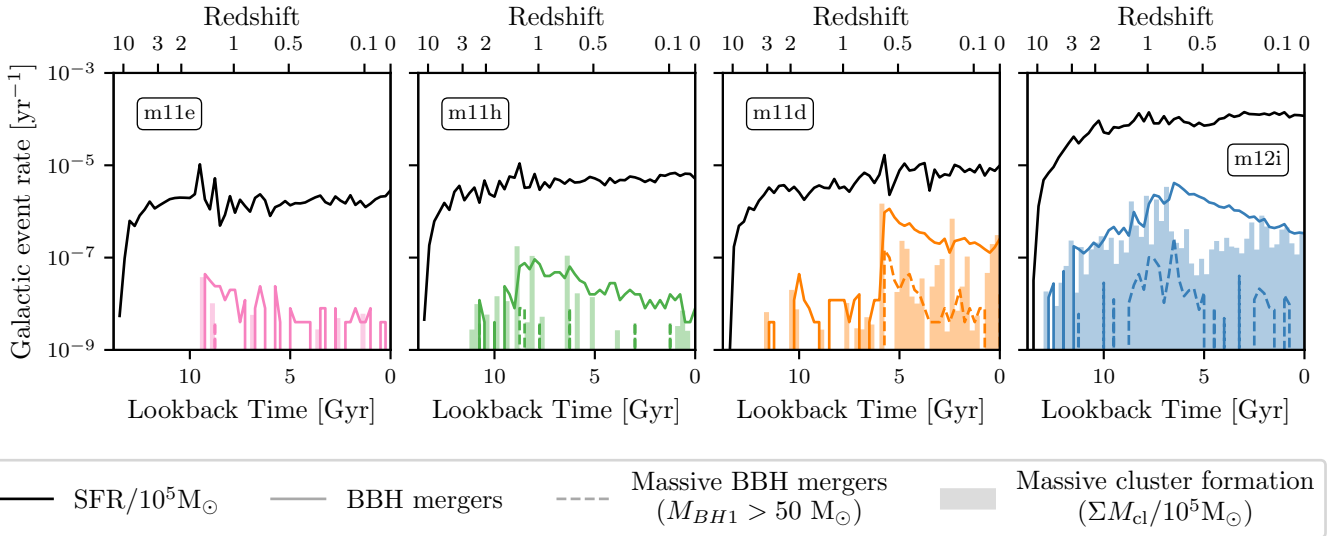 Redshift Redshift Redshift Redshift
10 3 2 1 0.5 0.1 0 10 3 2 1 0.5 0.1 0 10 3 2 1 0.5 0.1 0 10 3 2 1 0.5 0.1 0
Galactic event rate [yr⁻¹]
10⁻³
10⁻⁵
10⁻⁷
10⁻⁹
m11e m11h m11d m12i
10 5 0 10 5 0 10 5 0 10 5 0
Lookback Time [Gyr] Lookback Time [Gyr] Lookback Time [Gyr] Lookback Time [Gyr]
SFR/10⁵M☉
BBH mergers
Massive BBH mergers
(M_BH1 > 50 M☉)
Massive cluster formation
(ΣM_cl/10⁵M☉)